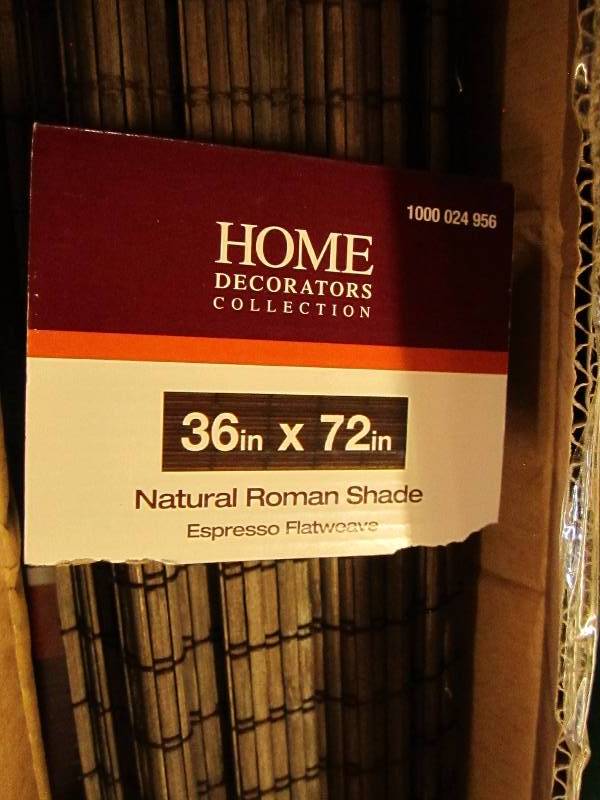 1000 024 956
HOME
DECORATORS
COLLECTION
36in x 72in
Natural Roman Shade
Espresso Flatweave